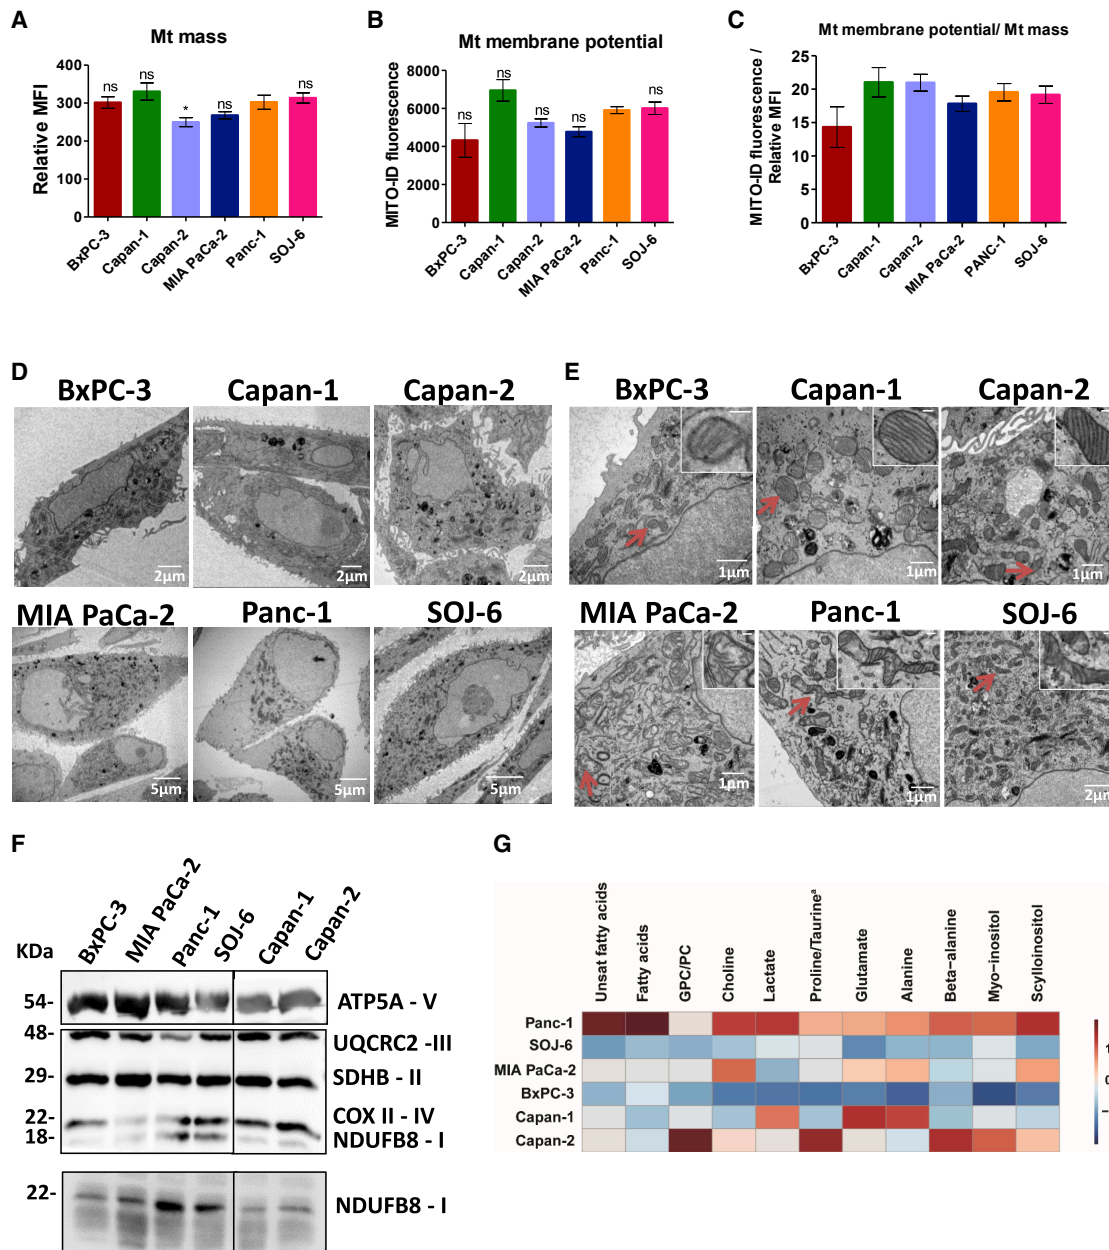 A
Mt mass
Relative MFI
400
300
200
100
0
ns
ns
*
ns
ns
BxPC-3
Capan-1
Capan-2
MIA PaCa-2
Panc-1
SOJ-6
B
Mt membrane potential
MITO-ID fluorescence
8000
6000
4000
2000
0
ns
ns
ns
ns
ns
BxPC-3
Capan-1
Capan-2
MIA PaCa-2
Panc-1
SOJ-6
C
Mt membrane potential/ Mt mass
MITO-ID fluorescence /
Relative MFI
25
20
15
10
5
0
BxPC-3
Capan-1
Capan-2
MIA PaCa-2
PANC-1
SOJ-6
D
BxPC-3 Capan-1 Capan-2
2µm 2µm 2µm
MIA PaCa-2 Panc-1 SOJ-6
5µm 5µm 5µm
E
BxPC-3 Capan-1 Capan-2
1µm 1µm 1µm
MIA PaCa-2 Panc-1 SOJ-6
1µm 1µm 2µm
F
KDa
BxPC-3
MIA PaCa-2
Panc-1
SOJ-6
Capan-1
Capan-2
54- ATP5A - V
48- UQCRC2 -III
29- SDHB - II
22- COX II - IV
18- NDUFB8 - I
22- NDUFB8 - I
G
Unsat fatty acids
Fatty acids
GPC/PC
Choline
Lactate
Proline/Taurineª
Glutamate
Alanine
Beta−alanine
Myo−inositol
Scylloinositol
Panc-1
SOJ-6
MIA PaCa-2
BxPC-3
Capan-1
Capan-2
1
0